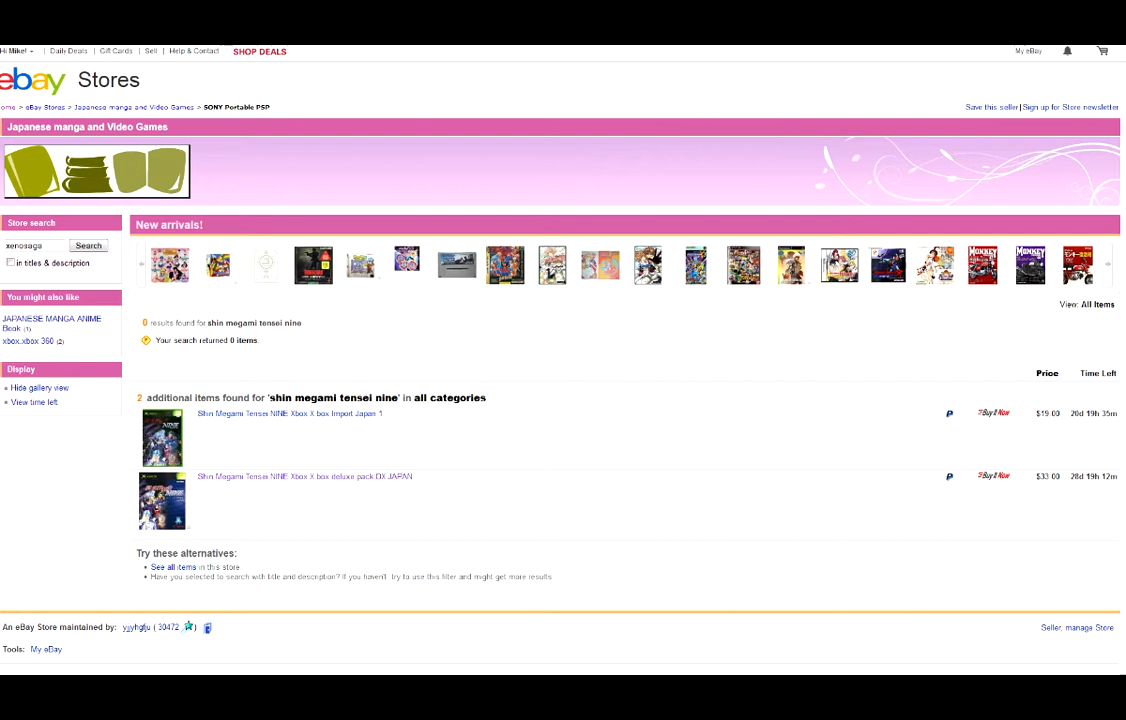 Hi Mike! | Daily Deals | Gift Cards | Sell | Help & Contact SHOP DEALS My eBay
ebay Stores
ome > eBay Stores > Japanese manga and Video Games > SONY Portable PSP Save this seller | Sign up for Store newsletter
Japanese manga and Video Games
Store search
New arrivals!
xenosaga Search
in titles & description
You might also like
JAPANESE MANGA ANIME
Book (1)
xbox.xbox 360 (2)
Display
Hide gallery view
View time left
View: All Items
0 results found for shin megami tensei nine
Your search returned 0 items.
Price Time Left
2 additional items found for 'shin megami tensei nine' in all categories
Shin Megami Tensei NINE Xbox X box Import Japan 1 Buy It Now $19.00 20d 19h 35m
Shin Megami Tensei NINE Xbox X box deluxe pack DX JAPAN Buy It Now $33.00 28d 19h 12m
Try these alternatives:
See all items in this store
Have you selected to search with title and description? If you haven't try to use this filter and might get more results
An eBay Store maintained by: yjyhgfju ( 30472 )
Seller, manage Store
Tools: My eBay